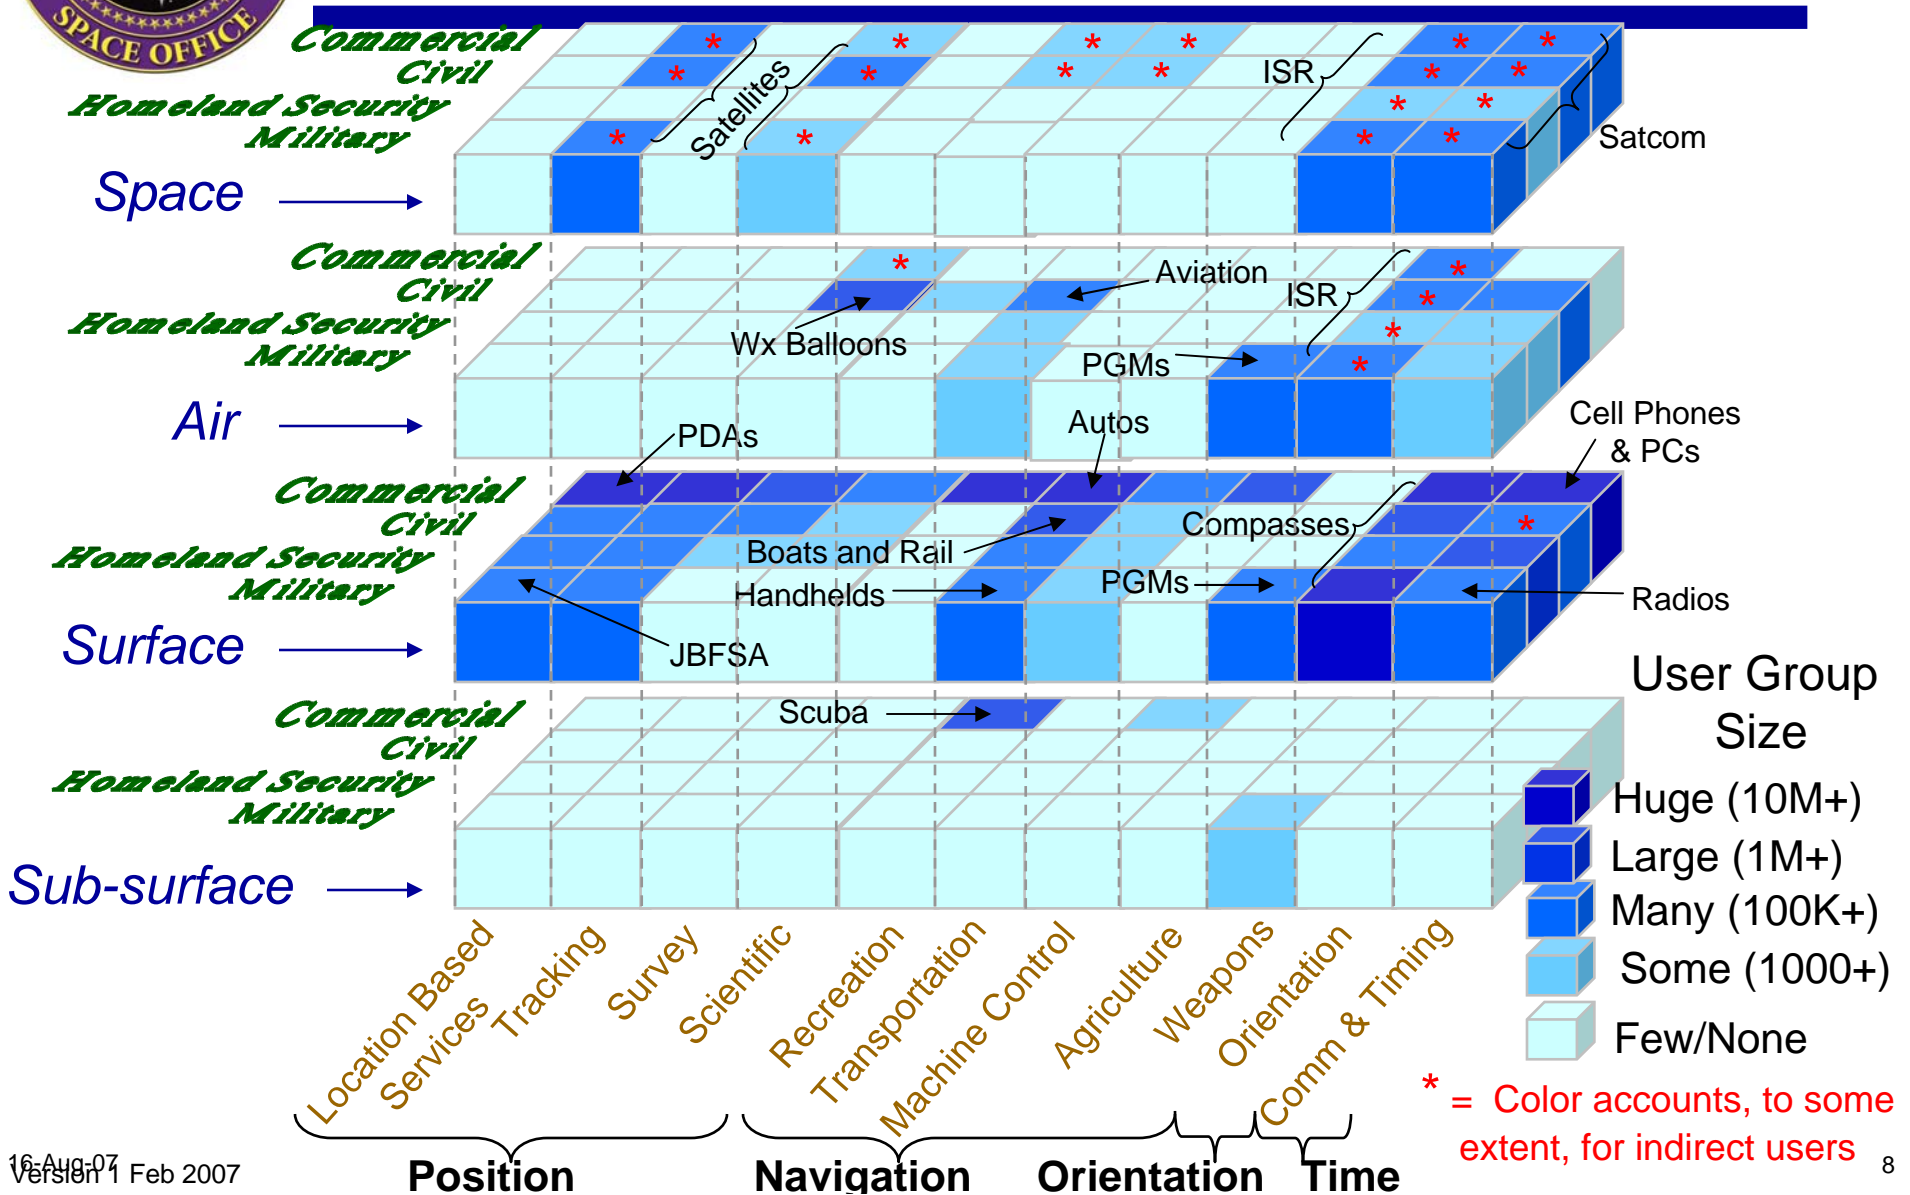 SPACE OFFICE
Commercial
Civil
Homeland Security
Military
Space
Satellites
ISR
Satcom
* * * * * * * * * * * * * * * * *
Commercial
Civil
Homeland Security
Military
Air
Wx Balloons
Aviation
ISR
PGMs
* * * * *
PDAs
Autos
Cell Phones
& PCs
Commercial
Civil
Homeland Security
Military
Surface
Boats and Rail
Compasses
*
Handhelds
PGMs
Radios
JBFSA
Commercial
Civil
Homeland Security
Military
Sub-surface
Scuba
User Group
Size
Huge (10M+)
Large (1M+)
Many (100K+)
Some (1000+)
Few/None
* = Color accounts, to some
extent, for indirect users
Location Based
Services
Tracking
Survey
Scientific
Recreation
Transportation
Machine Control
Agriculture
Weapons
Orientation
Comm & Timing
Position
Navigation
Orientation
Time
16-Aug-07
Version 1 Feb 2007
8